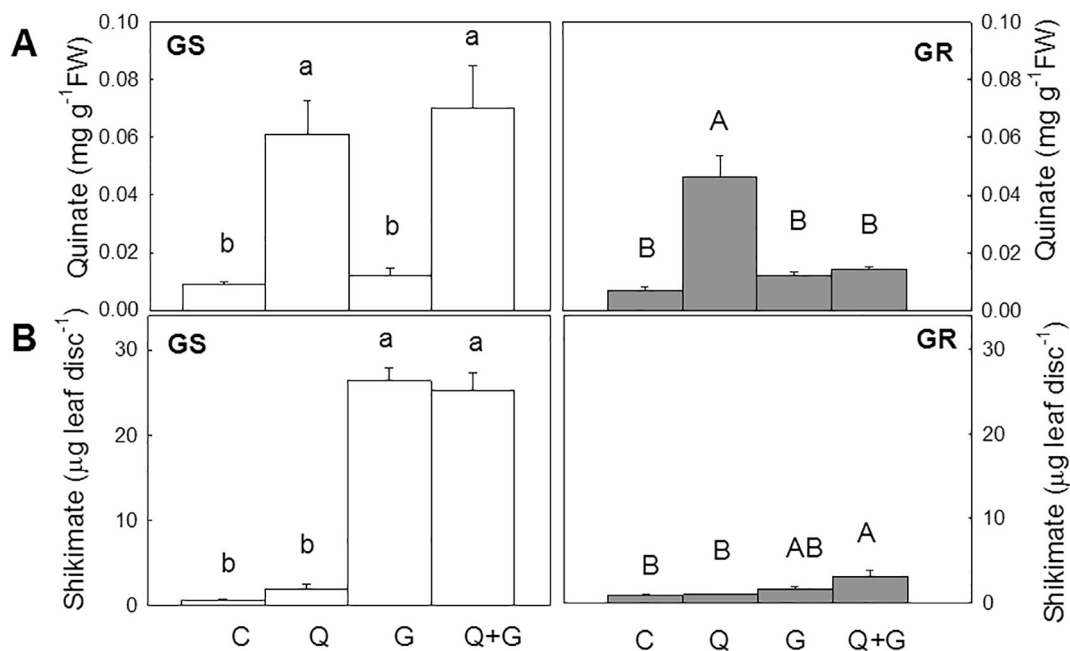 A
GS
GR
Quinate (mg g⁻¹FW)
0.10
0.08
0.06
0.04
0.02
0.00
b
a
b
a
B
A
B
B
0.10
0.08
0.06
0.04
0.02
0.00
Quinate (mg g⁻¹FW)
B
GS
GR
Shikimate (µg leaf disc⁻¹)
30
20
10
0
b
b
a
a
B
B
AB
A
30
20
10
0
Shikimate (µg leaf disc⁻¹)
C Q G Q+G
C Q G Q+G